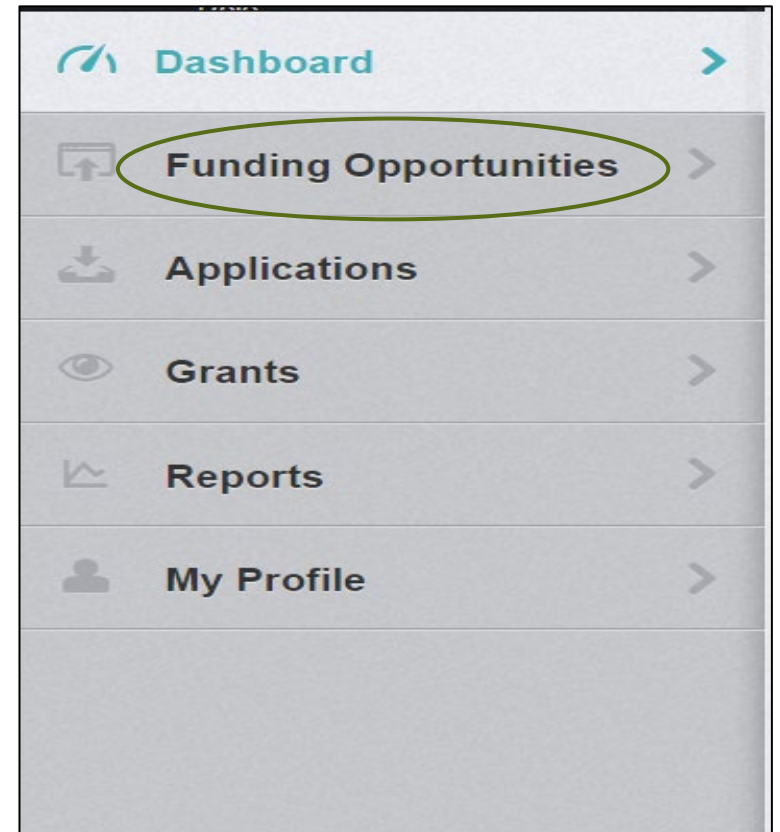 Dashboard
Funding Opportunities
Applications
Grants
Reports
My Profile